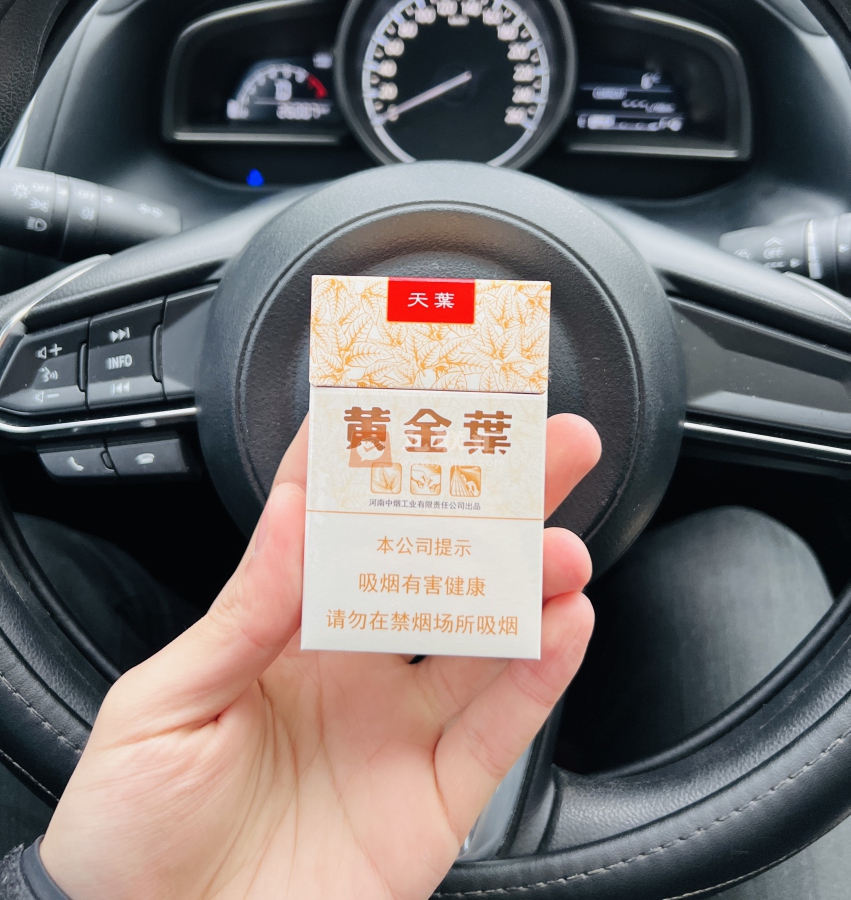 天葉
黄金葉
河南中烟工业有限责任公司出品
本公司提示
吸烟有害健康
请勿在禁烟场所吸烟
INFO